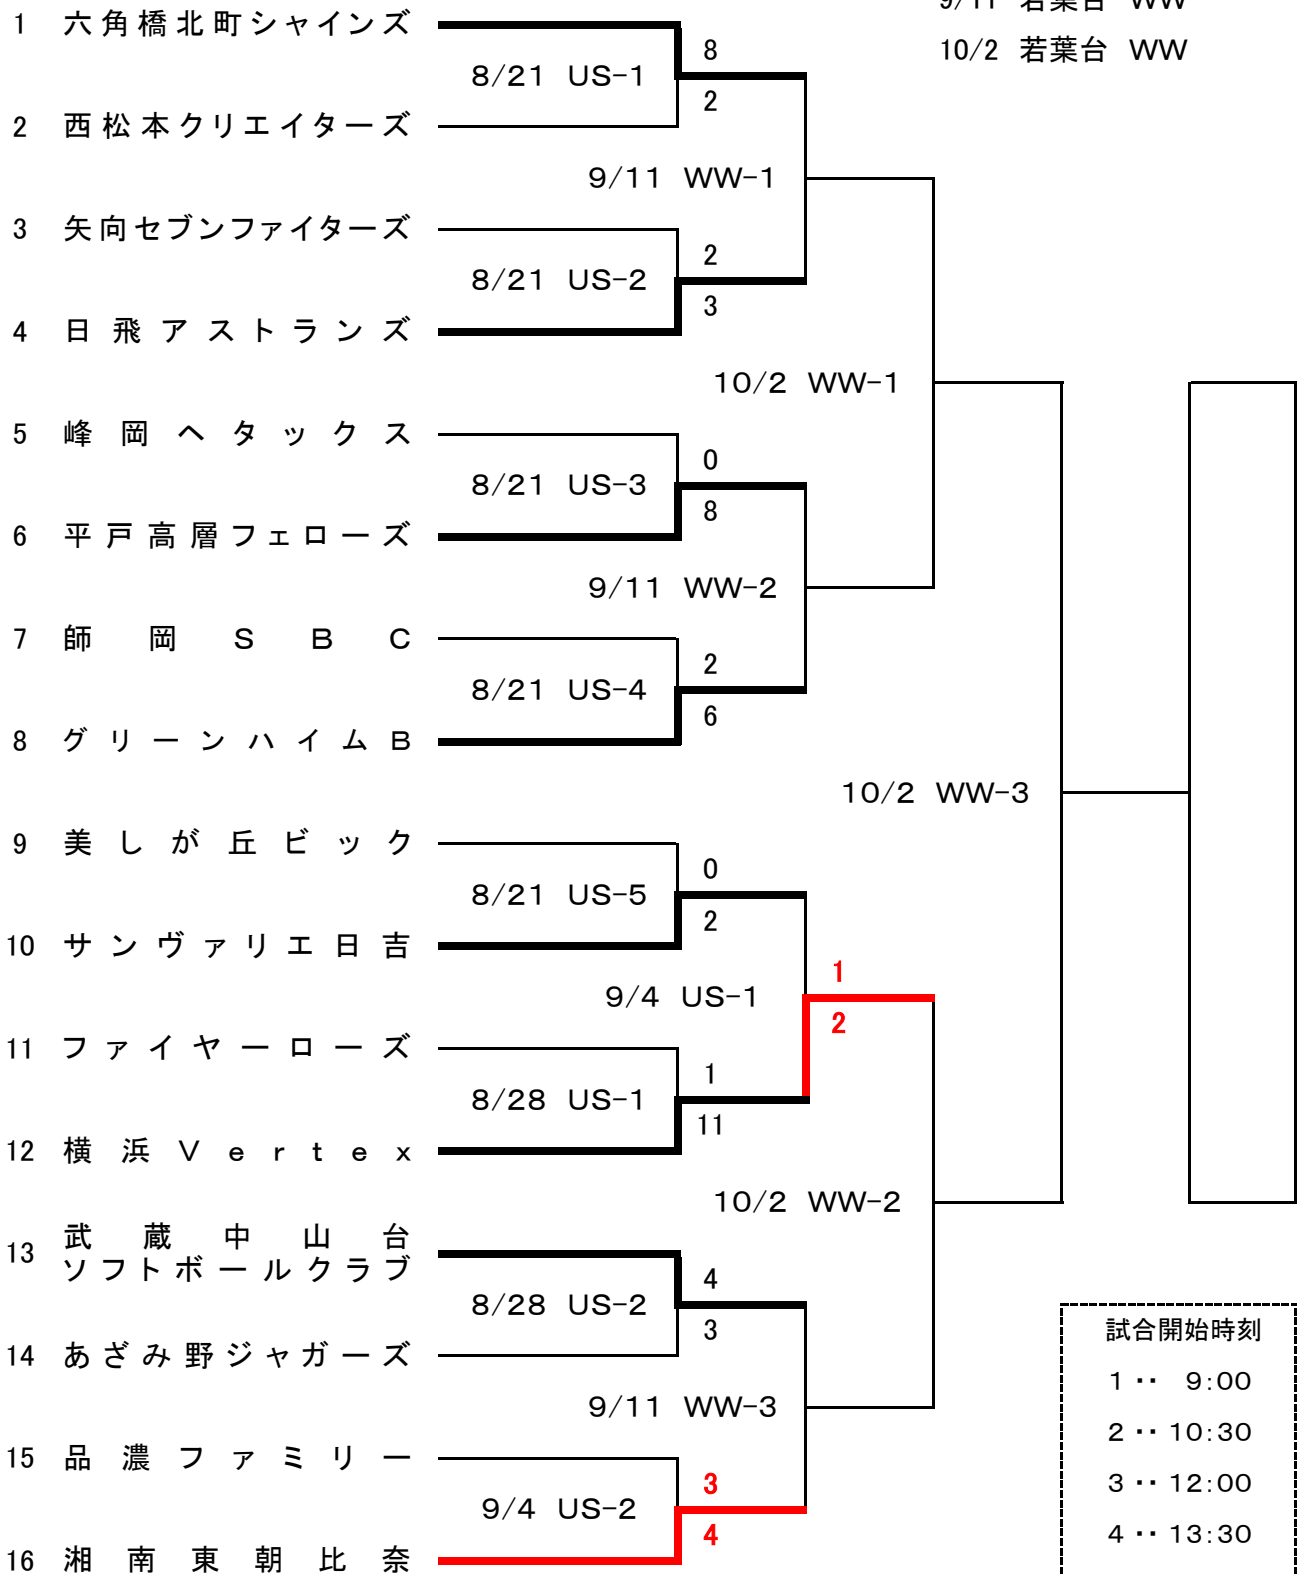 9/11 若葉台 WW
10/2 若葉台 WW
1 六角橋北町シャインズ
8
8/21 US-1
2
2 西松本クリエイターズ
9/11 WW-1
3 矢向セブンファイターズ
2
8/21 US-2
3
4 日飛アストランズ
10/2 WW-1
5 峰岡ヘタックス
0
8/21 US-3
8
6 平戸高層フェローズ
9/11 WW-2
7 師岡SBC
2
8/21 US-4
6
8 グリーンハイムB
10/2 WW-3
9 美しが丘ビック
0
8/21 US-5
2
10 サンヴァリエ日吉
1
9/4 US-1
2
11 ファイヤーローズ
1
8/28 US-1
11
12 横浜Vertex
10/2 WW-2
13 武蔵中山台
ソフトボールクラブ
4
8/28 US-2
3
14 あざみ野ジャガーズ
9/11 WW-3
15 品濃ファミリー
3
9/4 US-2
4
16 湘南東朝比奈
試合開始時刻
1 ‥ 9:00
2 ‥ 10:30
3 ‥ 12:00
4 ‥ 13:30